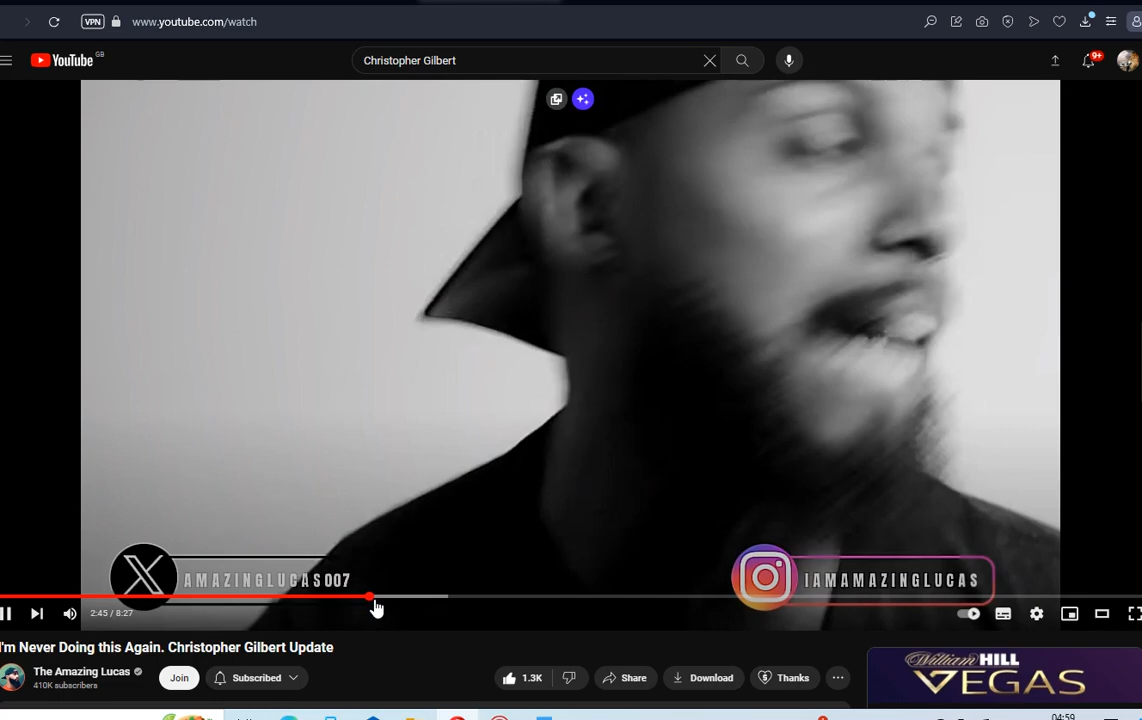 VPN www.youtube.com/watch
YouTube GB
Christopher Gilbert
9+
AMAZINGLUCAS007
IAMAMAZINGLUCAS
2:45 / 8:27
I'm Never Doing this Again. Christopher Gilbert Update
The Amazing Lucas
410K subscribers
Join
Subscribed
1.3K
Share
Download
Thanks
William HILL
VEGAS
04:59